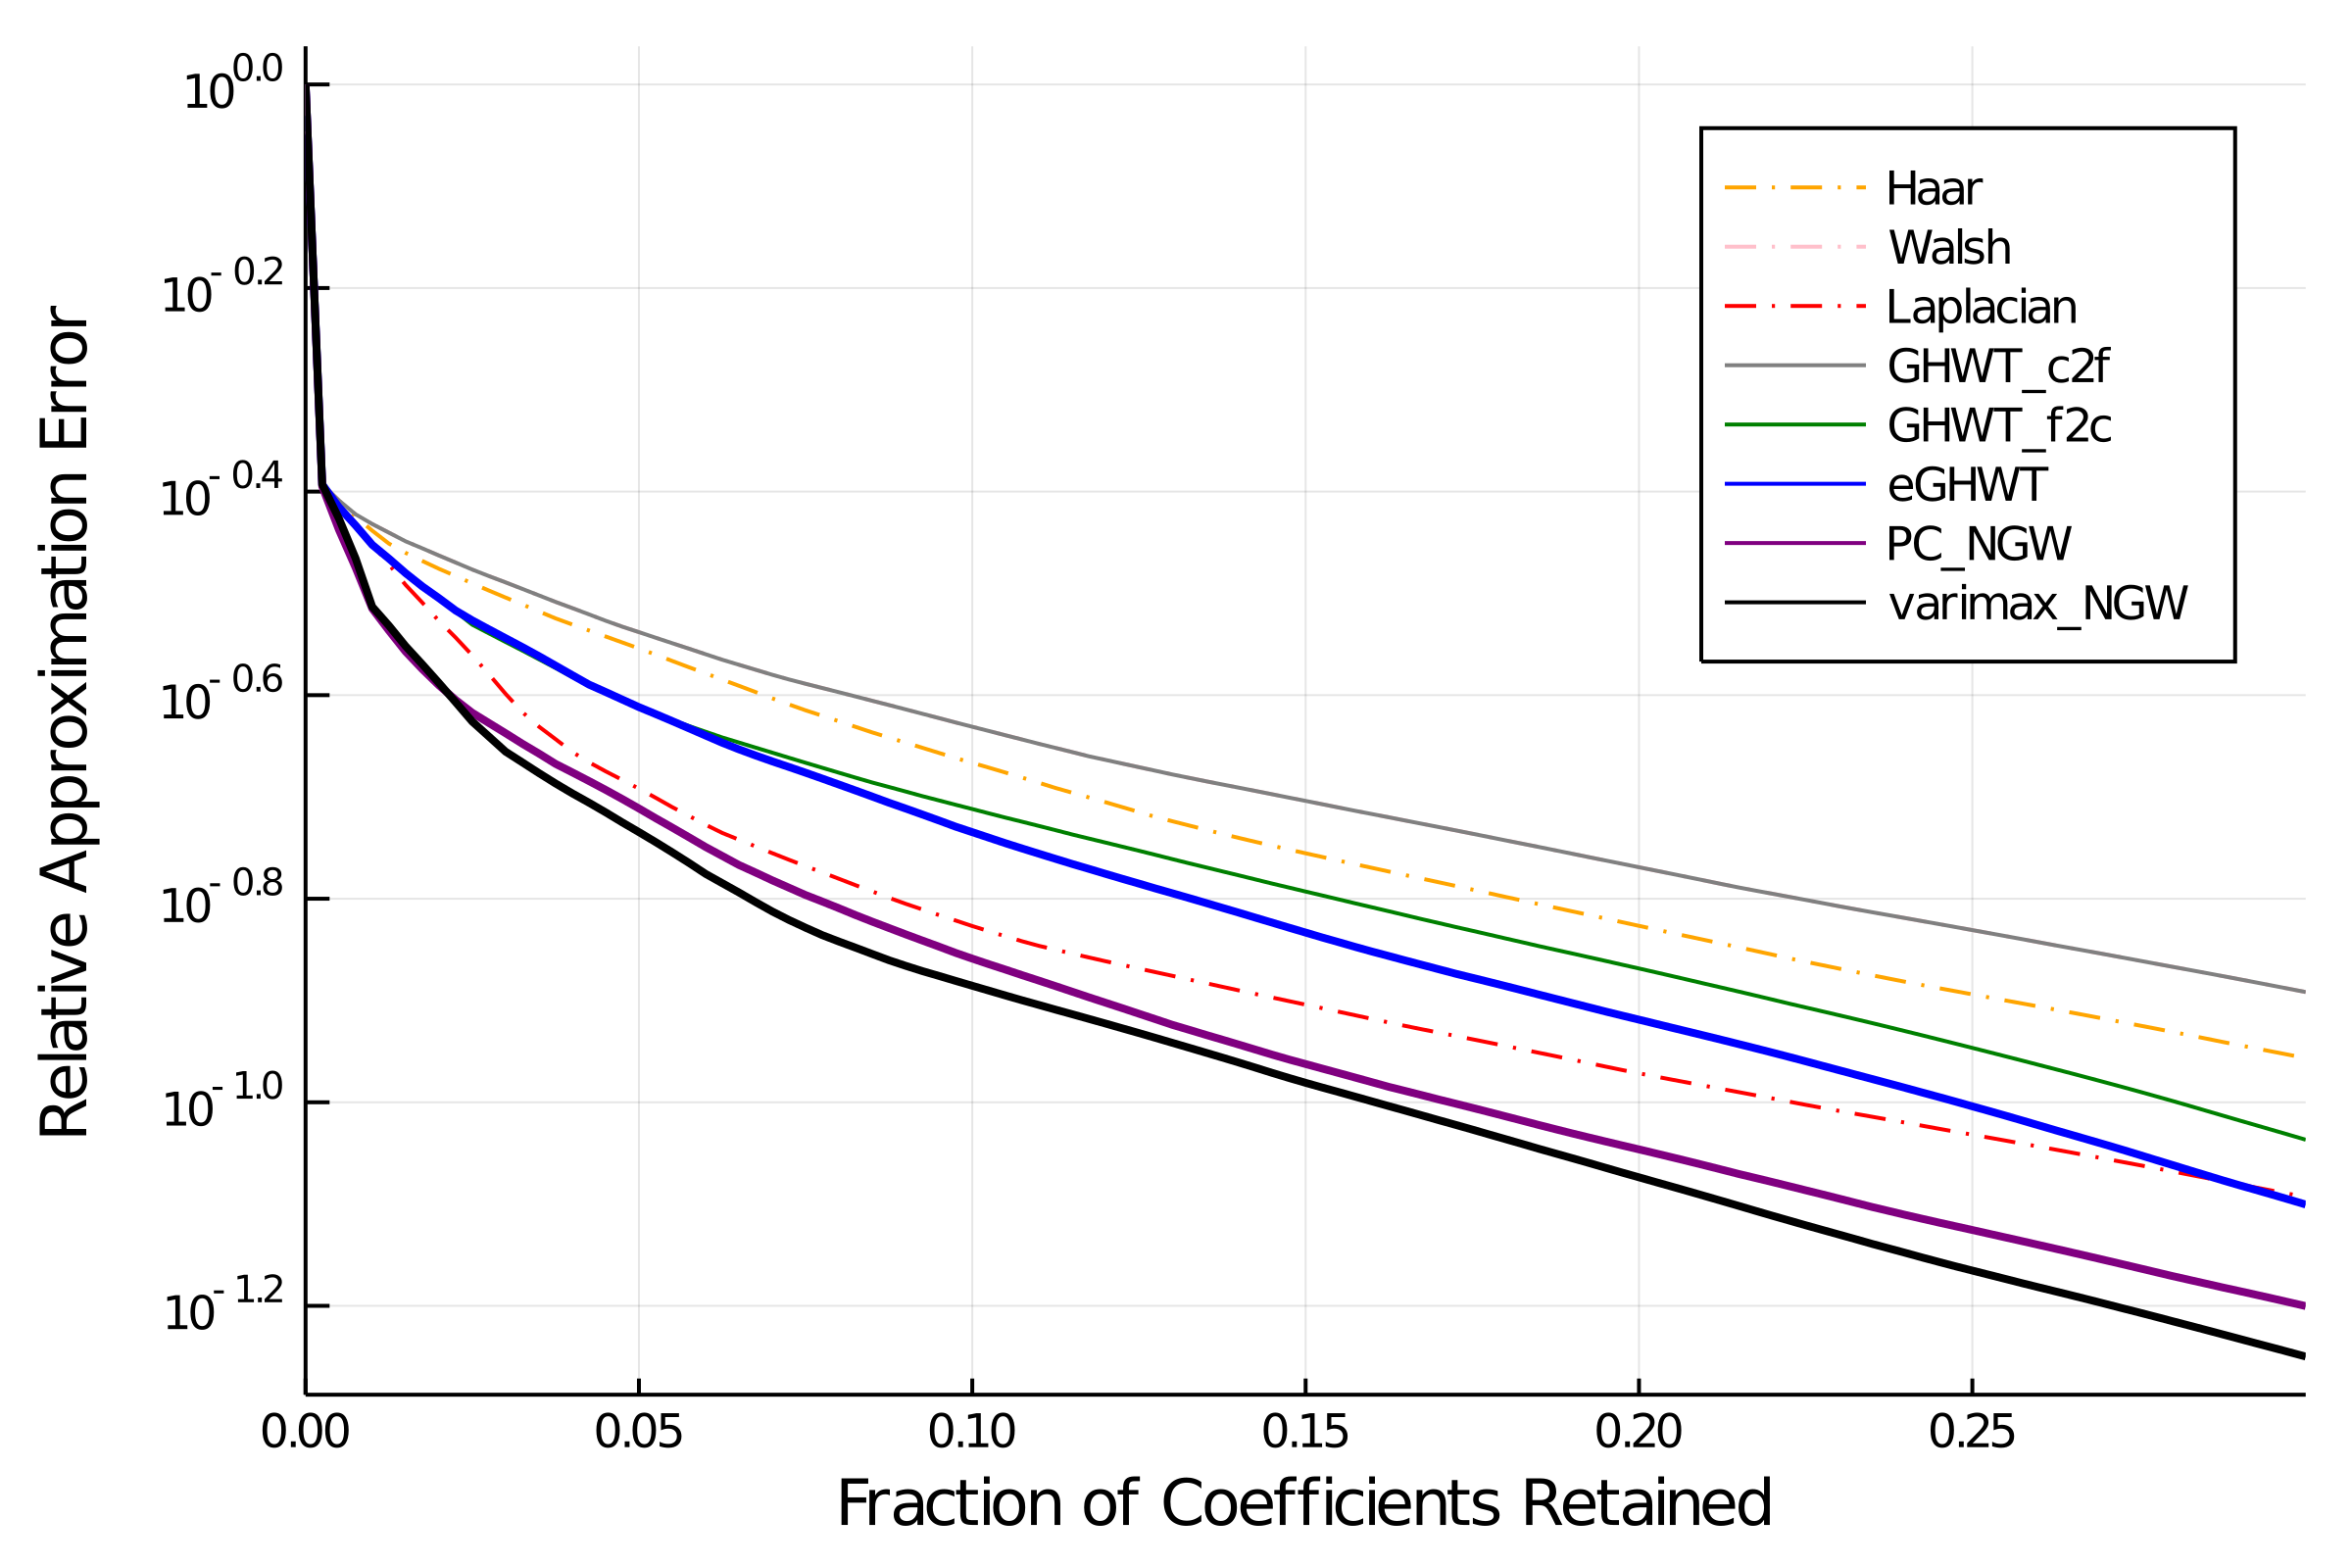 10^0.0
10^- 0.2
10^- 0.4
10^- 0.6
10^- 0.8
10^- 1.0
10^- 1.2
Relative Approximation Error
Haar
Walsh
Laplacian
GHWT_c2f
GHWT_f2c
eGHWT
PC_NGW
varimax_NGW
0.00 0.05 0.10 0.15 0.20 0.25
Fraction of Coefficients Retained